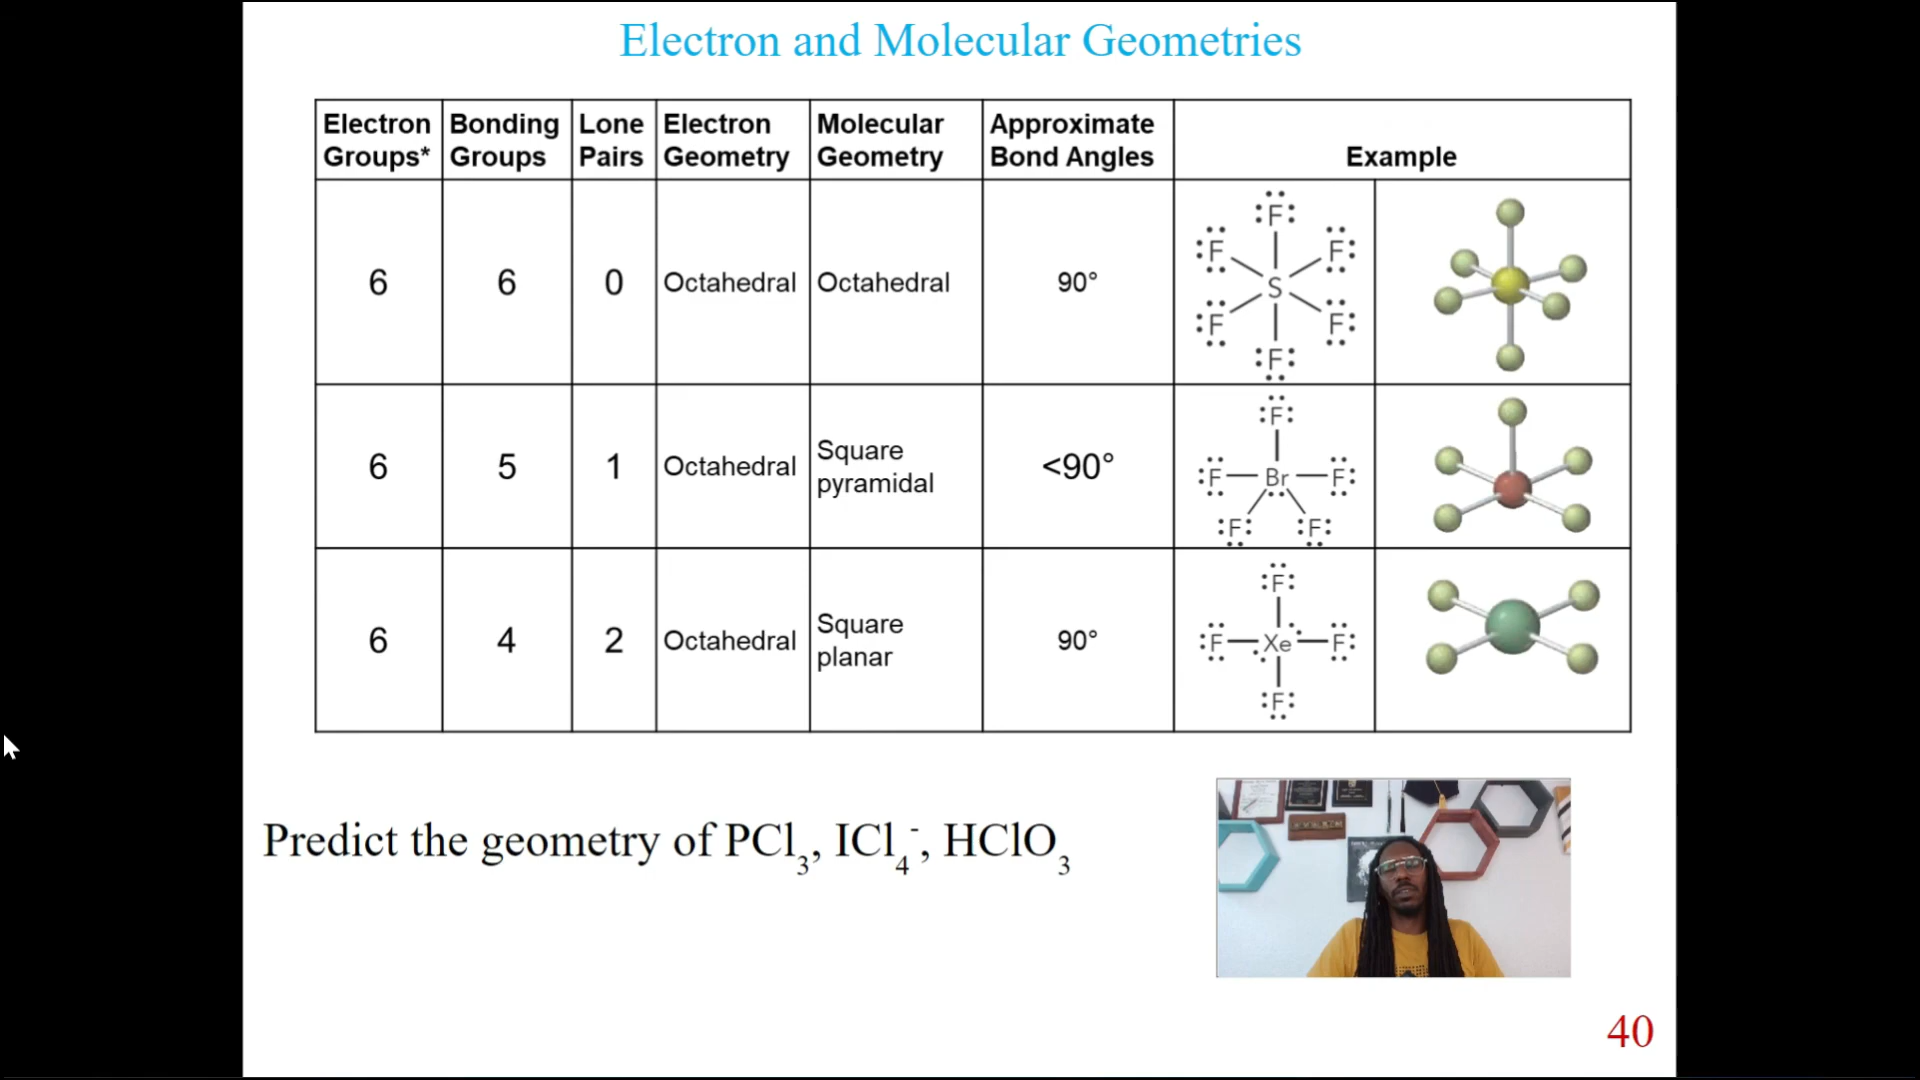 Electron and Molecular Geometries
Electron Groups* Bonding Groups Lone Pairs Electron Geometry Molecular Geometry Approximate Bond Angles Example
6 6 0 Octahedral Octahedral 90°
F
F F
S
F F
F
6 5 1 Octahedral Square pyramidal <90°
F
F Br F
F F
6 4 2 Octahedral Square planar 90°
F
F Xe F
F
Predict the geometry of PCl₃, ICl₄⁻, HClO₃
40